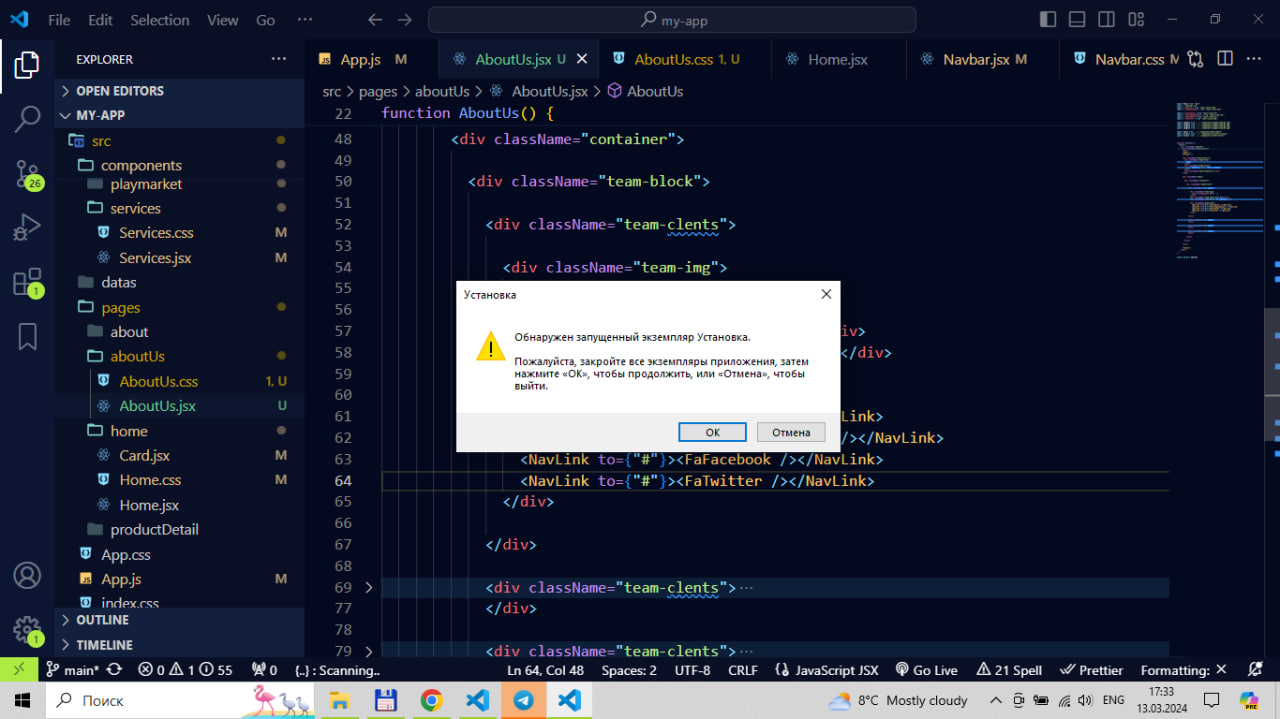 File Edit Selection View Go ··· my-app
EXPLORER ···
OPEN EDITORS
MY-APP
src
components
playmarket
services
Services.css M
Services.jsx M
datas
pages
about
aboutUs
AboutUs.css 1, U
AboutUs.jsx U
home
Card.jsx M
Home.css M
Home.jsx
productDetail
App.css
App.js M
index.css
OUTLINE
TIMELINE
26
1
1
App.js M AboutUs.jsx U AboutUs.css 1, U Home.jsx Navbar.jsx M Navbar.css M ···
src > pages > aboutUs > AboutUs.jsx > AboutUs
22 function AboutUs() {
48 <div className="container">
49
50 <div className="team-block">
51
52 <div className="team-clents">
53
54 <div className="team-img">
55
56
57 iv>
58 </div>
59
60
61 Link>
62 /></NavLink>
63 <NavLink to={"#"}><FaFacebook /></NavLink>
64 <NavLink to={"#"}><FaTwitter /></NavLink>
65 </div>
66
67 </div>
68
69 <div className="team-clents">···
77 </div>
78
79 <div className="team-clents">···
Установка
Обнаружен запущенный экземпляр Установка.
Пожалуйста, закройте все экземпляры приложения, затем
нажмите «ОК», чтобы продолжить, или «Отмена», чтобы
выйти.
ОК Отмена
main* 0 1 55 0 {..} : Scanning.. Ln 64, Col 48 Spaces: 2 UTF-8 CRLF JavaScript JSX Go Live 21 Spell Prettier Formating: ×
Поиск 8°C Mostly cloudy ENG 17:33
13.03.2024
PRE